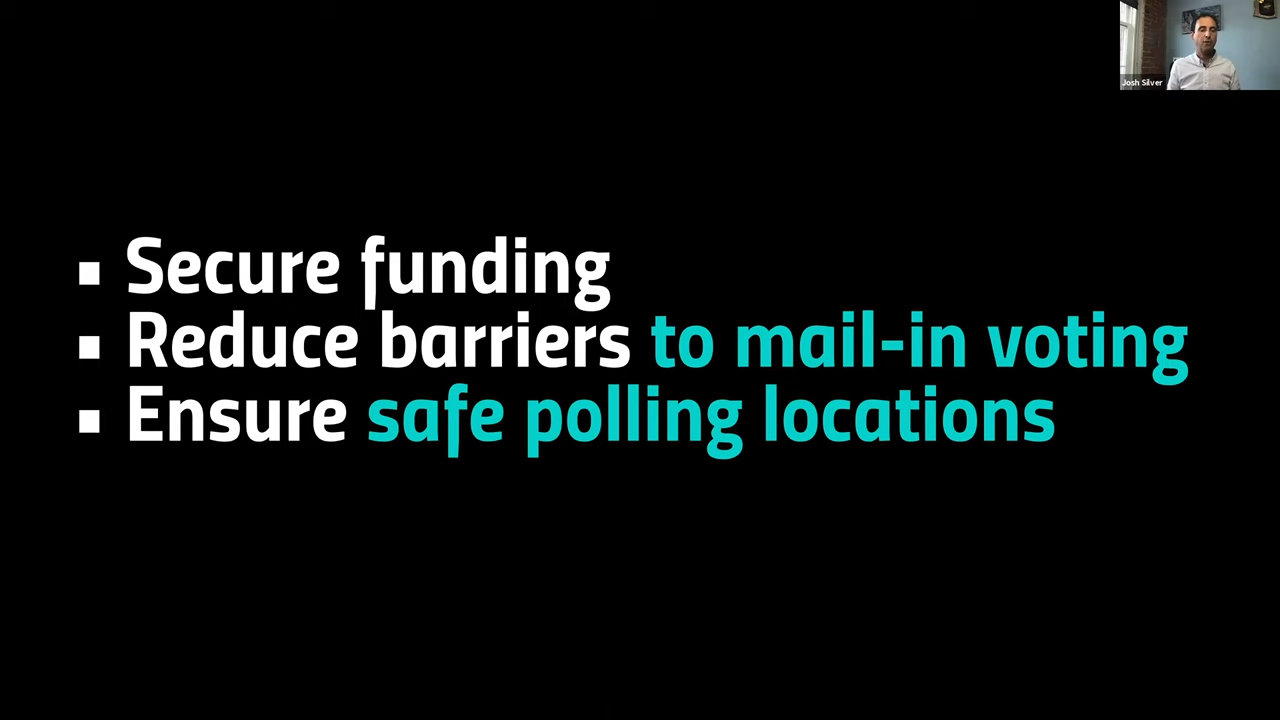 Josh Silver
▪ Secure funding
▪ Reduce barriers to mail-in voting
▪ Ensure safe polling locations